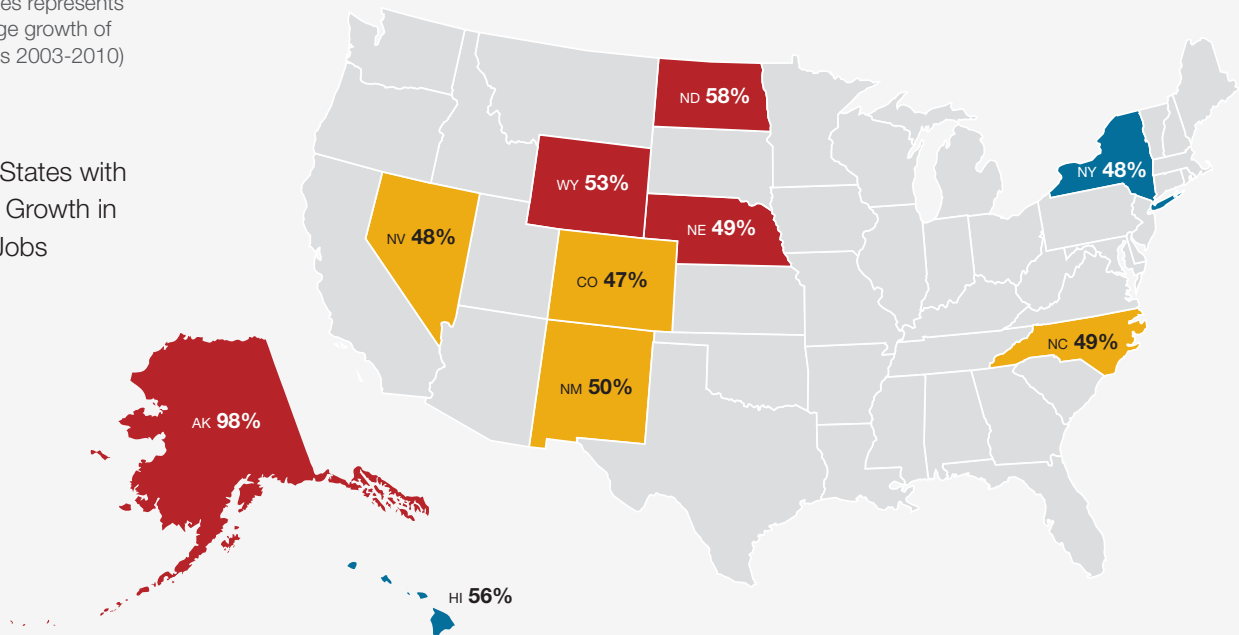 es represents
ge growth of
s 2003-2010)
States with
Growth in
Jobs
ND 58%
WY 53%
NE 49%
NY 48%
NV 48%
CO 47%
NM 50%
NC 49%
AK 98%
HI 56%